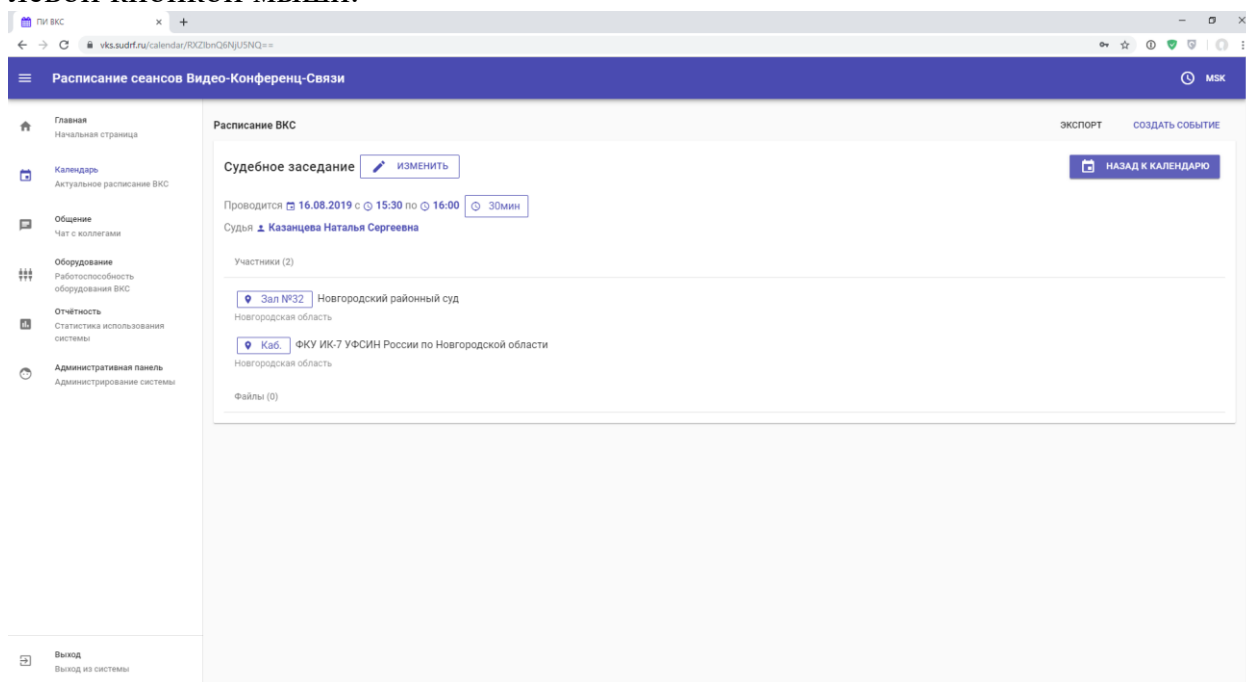 левой кнопкой мыши.
ПИ ВКС
vks.sudrf.ru/calendar/RXZlbnQ6NjU5NQ==
Расписание сеансов Видео-Конференц-Связи
MSK
Главная
Начальная страница
Календарь
Актуальное расписание ВКС
Общение
Чат с коллегами
Оборудование
Работоспособность
оборудования ВКС
Отчётность
Статистика использования
системы
Административная панель
Администрирование системы
Выход
Выход из системы
Расписание ВКС
ЭКСПОРТ
СОЗДАТЬ СОБЫТИЕ
Судебное заседание ИЗМЕНИТЬ
НАЗАД К КАЛЕНДАРЮ
Проводится 16.08.2019 с 15:30 по 16:00 30мин
Судья Казанцева Наталья Сергеевна
Участники (2)
Зал №32 Новгородский районный суд
Новгородская область
Каб. ФКУ ИК-7 УФСИН России по Новгородской области
Новгородская область
Файлы (0)